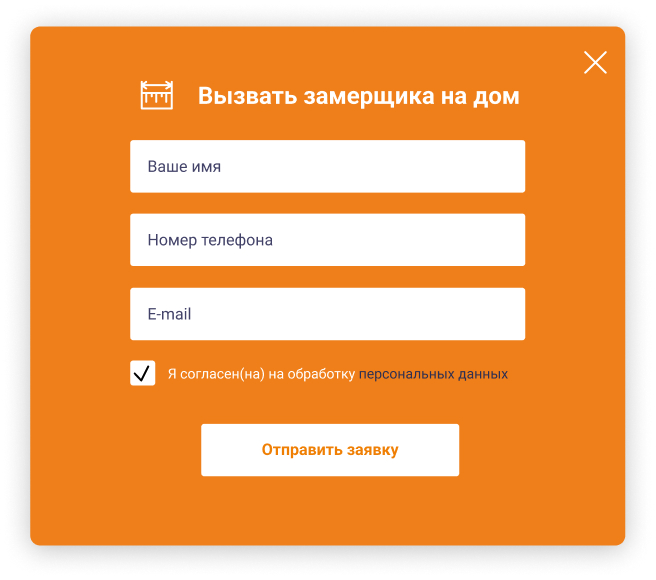 Вызвать замерщика на дом
Ваше имя
Номер телефона
E-mail
Я согласен(на) на обработку персональных данных
Отправить заявку